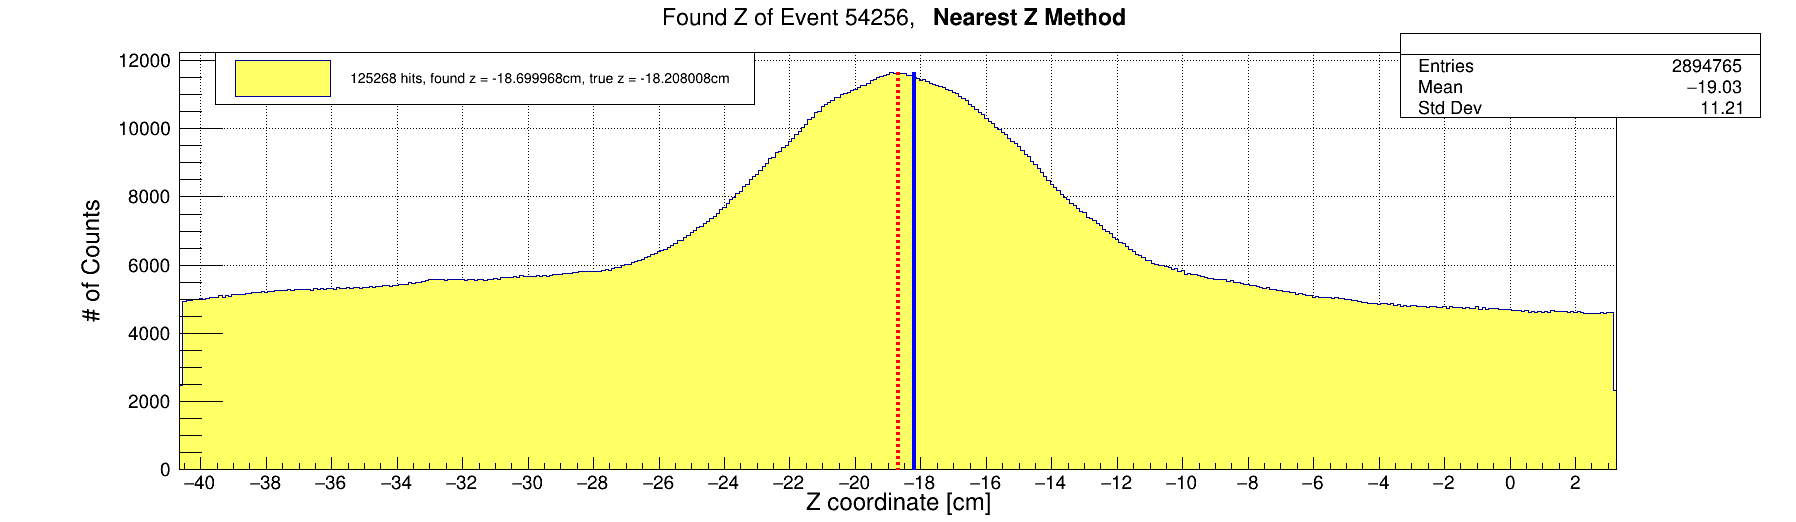 Found Z of Event 54256, Nearest Z Method
125268 hits, found z = -18.699968cm, true z = -18.208008cm
Entries 2894765
Mean −19.03
Std Dev 11.21
# of Counts
12000
10000
8000
6000
4000
2000
0
−40 −38 −36 −34 −32 −30 −28 −26 −24 −22 −20 −18 −16 −14 −12 −10 −8 −6 −4 −2 0 2
Z coordinate [cm]